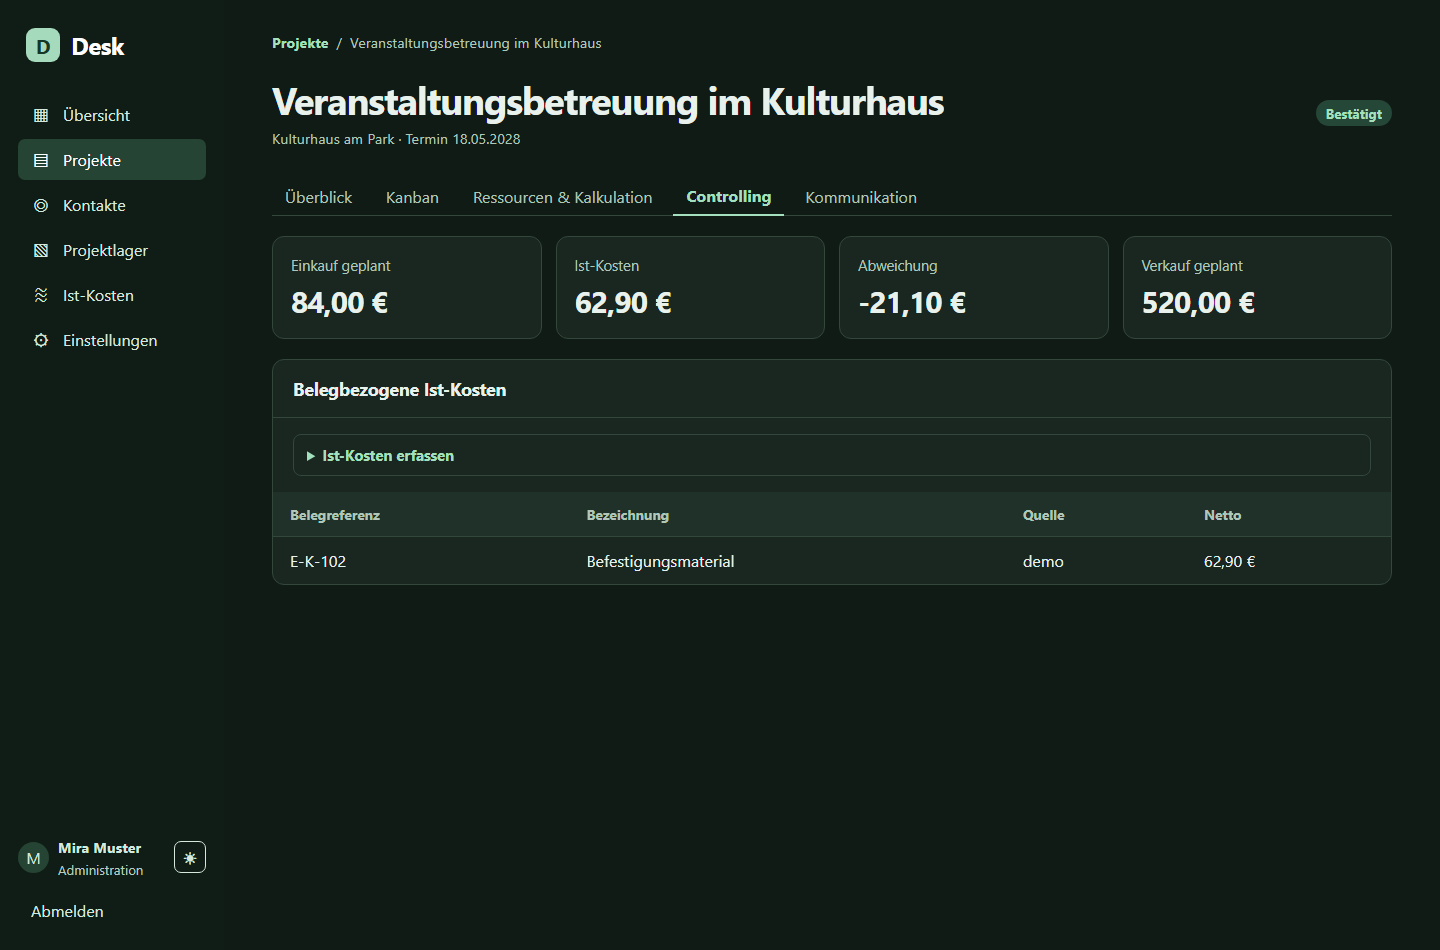 D Desk
Übersicht
Projekte
Kontakte
Projektlager
Ist-Kosten
Einstellungen
M Mira Muster
Administration
Abmelden
Projekte / Veranstaltungsbetreuung im Kulturhaus
Veranstaltungsbetreuung im Kulturhaus
Kulturhaus am Park · Termin 18.05.2028
Bestätigt
Überblick Kanban Ressourcen & Kalkulation Controlling Kommunikation
Einkauf geplant
84,00 €
Ist-Kosten
62,90 €
Abweichung
-21,10 €
Verkauf geplant
520,00 €
Belegbezogene Ist-Kosten
Ist-Kosten erfassen
Belegreferenz Bezeichnung Quelle Netto
E-K-102 Befestigungsmaterial demo 62,90 €